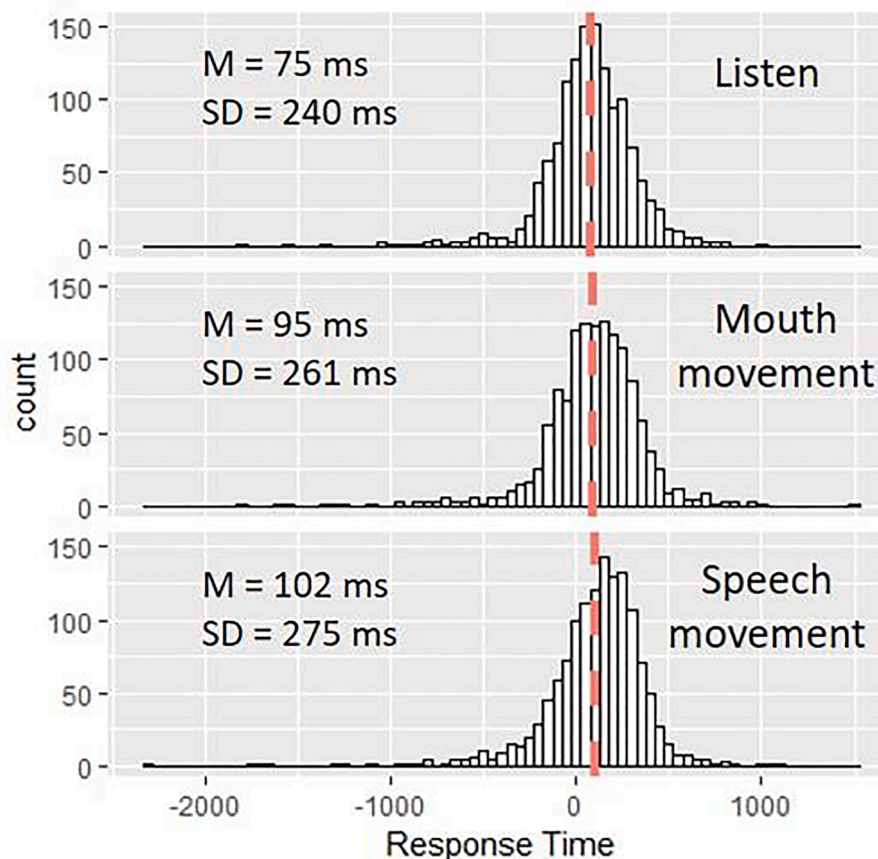 150
100
50
0
M = 75 ms
SD = 240 ms
Listen
150
100
50
0
M = 95 ms
SD = 261 ms
Mouth
movement
count
150
100
50
0
M = 102 ms
SD = 275 ms
Speech
movement
-2000 -1000 0 1000
Response Time